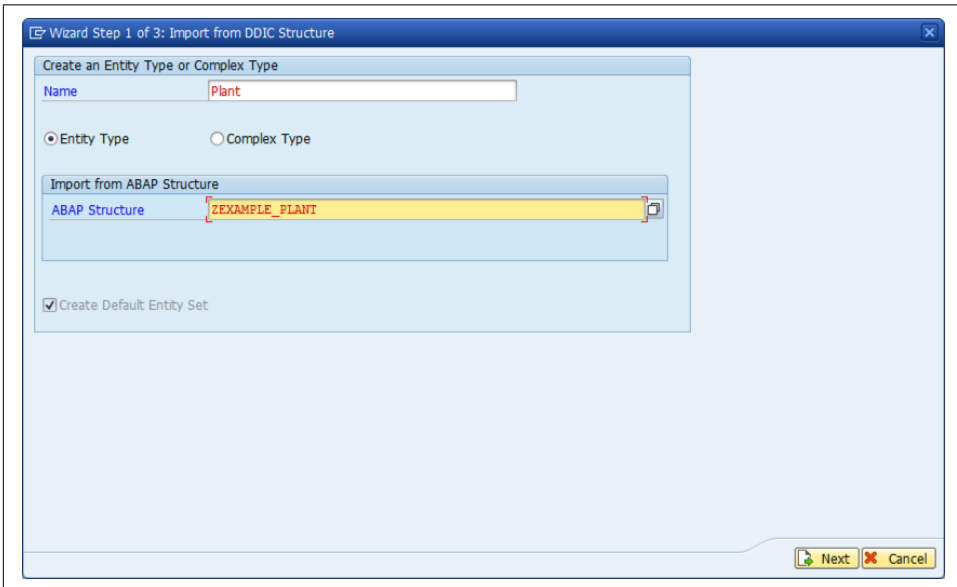 Wizard Step 1 of 3: Import from DDIC Structure
Create an Entity Type or Complex Type
Name Plant
Entity Type Complex Type
Import from ABAP Structure
ABAP Structure ZEXAMPLE_PLANT
Create Default Entity Set
Next Cancel